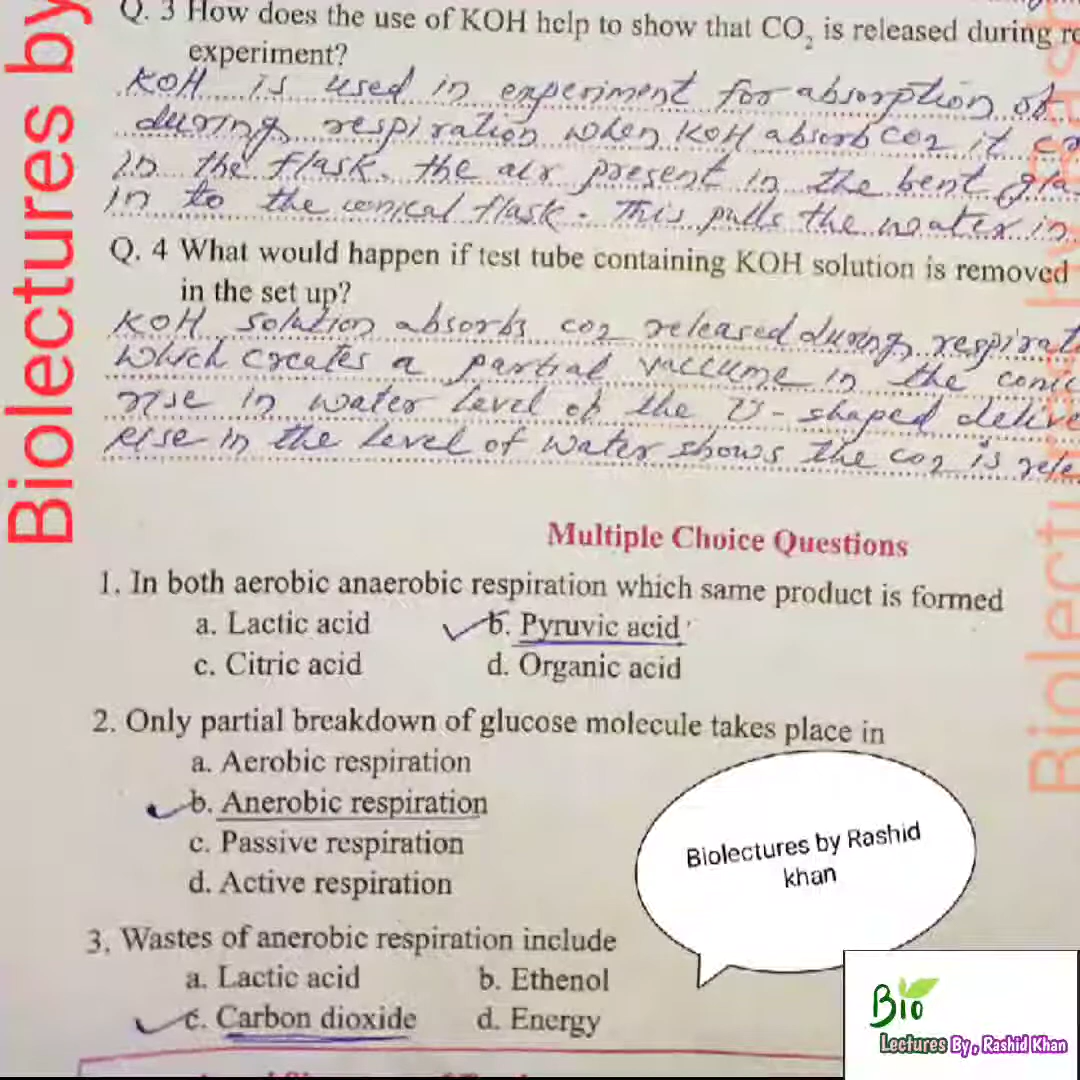 Biolectures by
Q. 3 How does the use of KOH help to show that CO2 is released during re
experiment?
KOH is used in experiment for absorption of
during respiration when KOH absorb co2 it
in the flask. the air present in the bent gla
in to the conical flask. This pulls the water in
Q. 4 What would happen if test tube containing KOH solution is removed
in the set up?
KOH solution absorbs co2 released during respirat
which creates a partial vaccume in the conic
rise in water level of the U-shaped delive
rise in the level of water shows the co2 is rele
Multiple Choice Questions
1. In both aerobic anaerobic respiration which same product is formed
a. Lactic acid b. Pyruvic acid
c. Citric acid d. Organic acid
2. Only partial breakdown of glucose molecule takes place in
a. Aerobic respiration
b. Anerobic respiration
c. Passive respiration
d. Active respiration
Biolectures by Rashid
khan
3. Wastes of anerobic respiration include
a. Lactic acid b. Ethenol
c. Carbon dioxide d. Energy
Bio
Lectures By, Rashid Khan